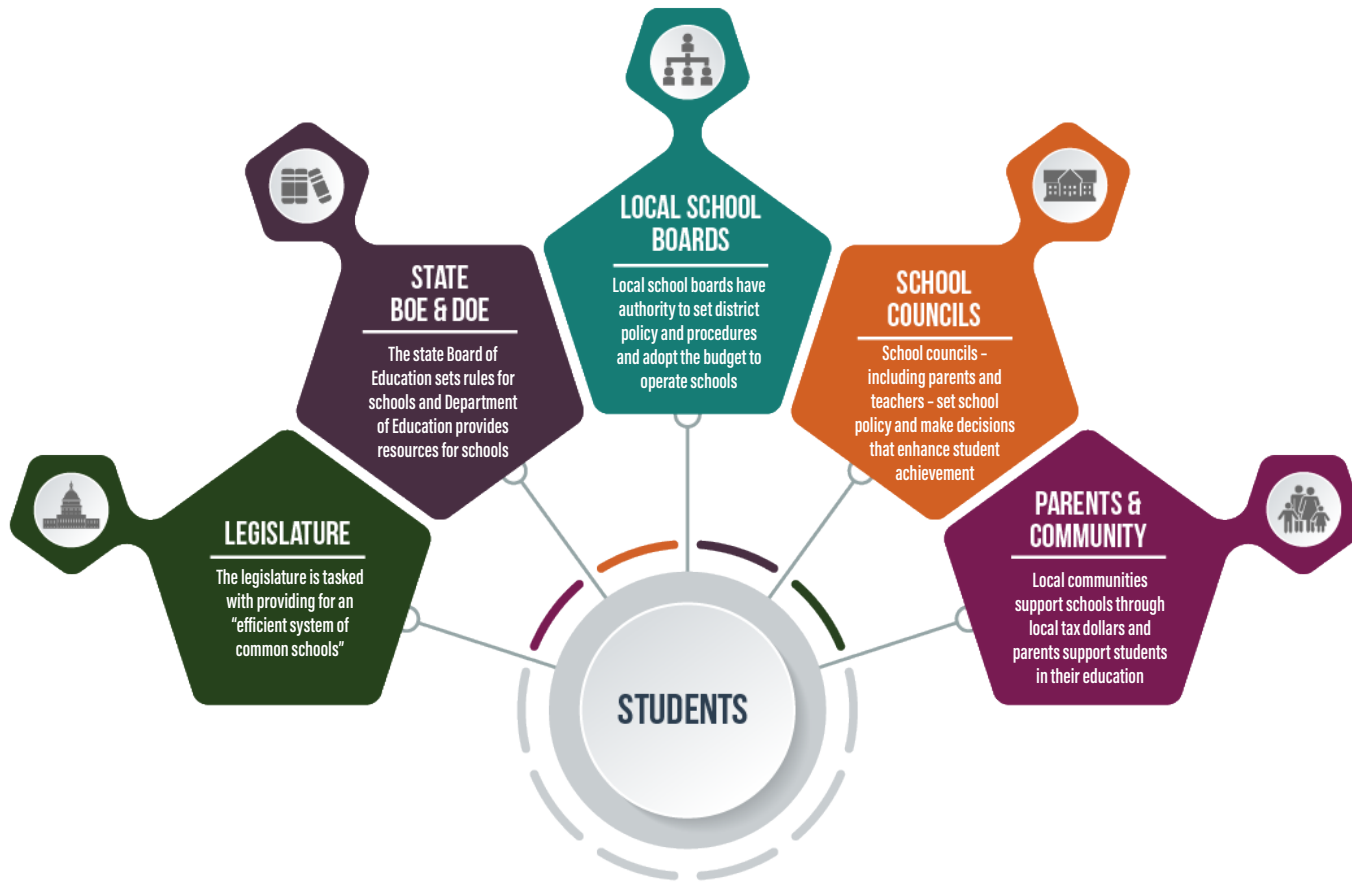 LOCAL SCHOOL
BOARDS
Local school boards have
authority to set district
policy and procedures
and adopt the budget to
operate schools
STATE
BOE & DOE
The state Board of
Education sets rules for
schools and Department
of Education provides
resources for schools
SCHOOL
COUNCILS
School councils –
including parents and
teachers – set school
policy and make decisions
that enhance student
achievement
LEGISLATURE
The legislature is tasked
with providing for an
“efficient system of
common schools”
PARENTS &
COMMUNITY
Local communities
support schools through
local tax dollars and
parents support students
in their education
STUDENTS